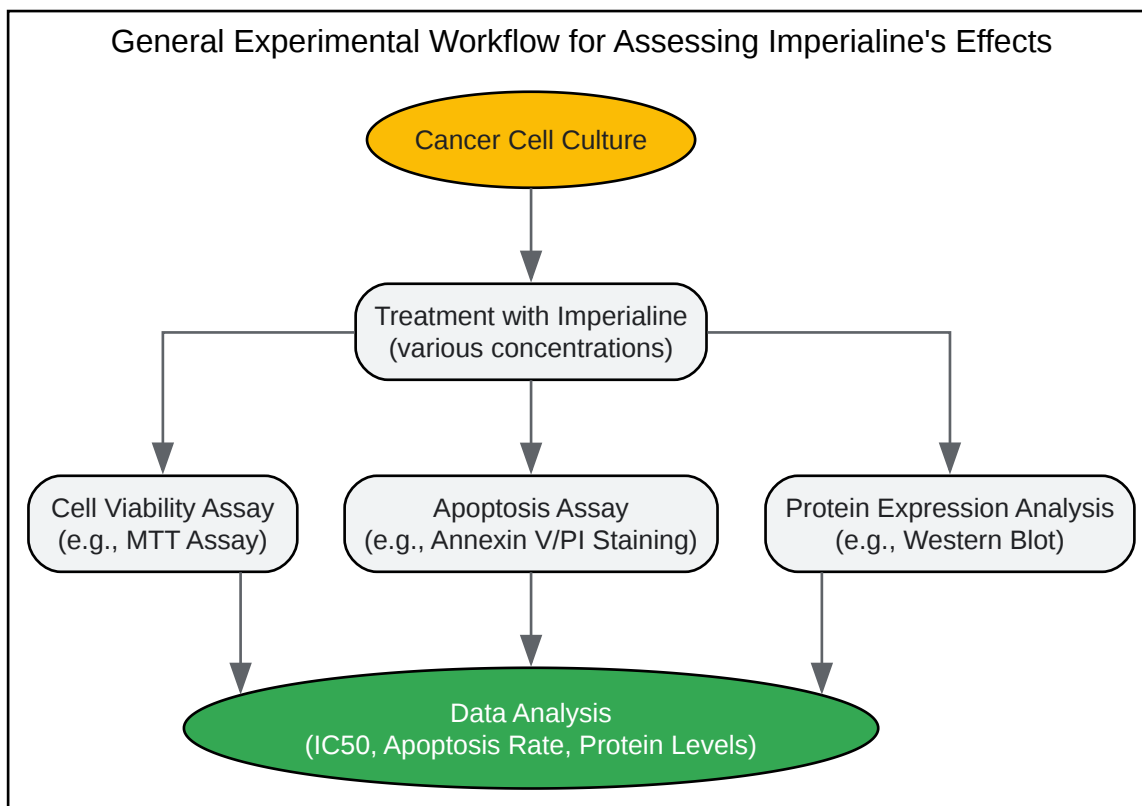 General Experimental Workflow for Assessing Imperialine's Effects
Cancer Cell Culture
Treatment with Imperialine
(various concentrations)
Cell Viability Assay
(e.g., MTT Assay)
Apoptosis Assay
(e.g., Annexin V/PI Staining)
Protein Expression Analysis
(e.g., Western Blot)
Data Analysis
(IC50, Apoptosis Rate, Protein Levels)